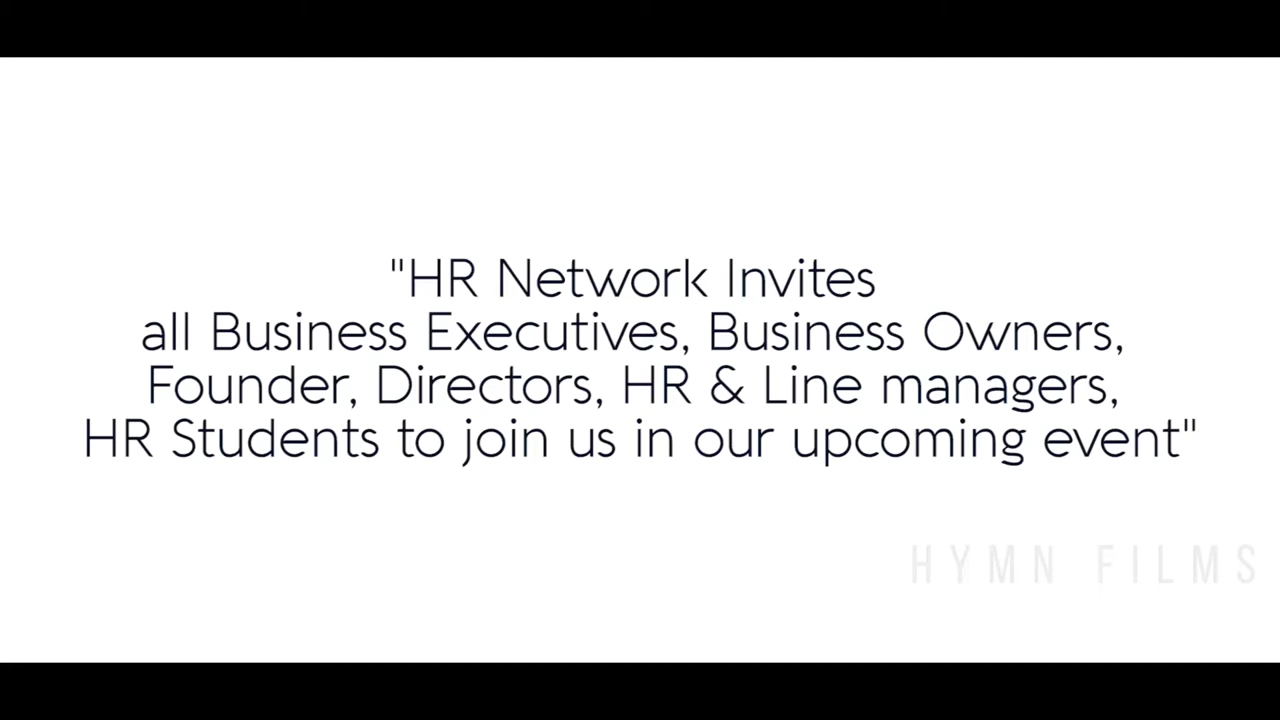 "HR Network Invites
all Business Executives, Business Owners,
Founder, Directors, HR & Line managers,
HR Students to join us in our upcoming event"
HYMN FILMS